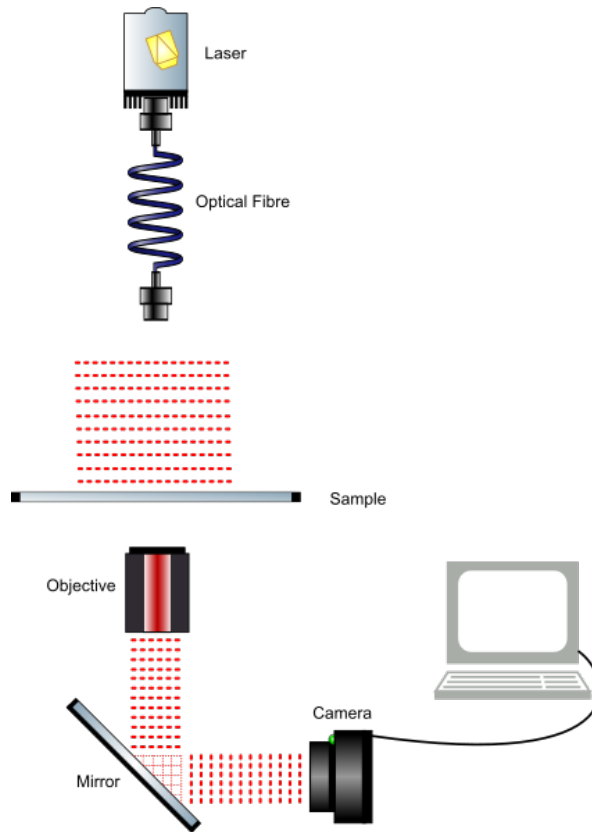 Laser
Optical Fibre
Sample
Objective
Camera
Mirror